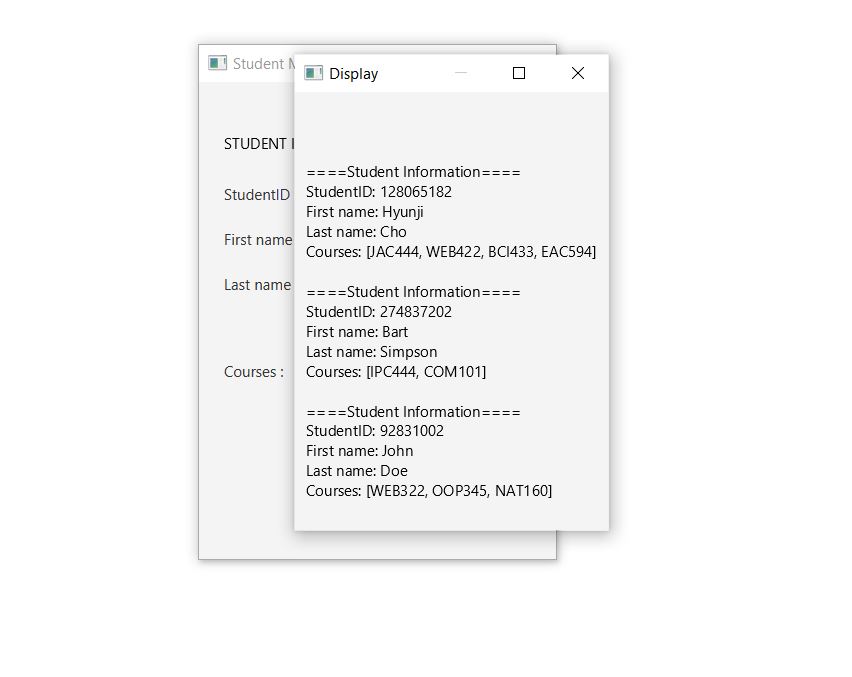 Student
Display
STUDENT
StudentID
First name
Last name
Courses :
====Student Information====
StudentID: 128065182
First name: Hyunji
Last name: Cho
Courses: [JAC444, WEB422, BCI433, EAC594]
====Student Information====
StudentID: 274837202
First name: Bart
Last name: Simpson
Courses: [IPC444, COM101]
====Student Information====
StudentID: 92831002
First name: John
Last name: Doe
Courses: [WEB322, OOP345, NAT160]